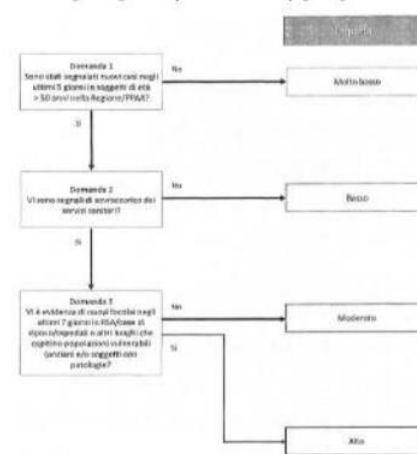 Impatto
Domanda 1
Sono stati segnalati nuovi casi negli
ultimi 5 giorni in soggetti di età
> 50 anni nella Regione/PPAA?
No
Molto basso
Si
Domanda 2
Vi sono segnali di sovraccarico dei
servizi sanitari?
No
Basso
Si
Domanda 3
Vi è evidenza di nuovi focolai negli
ultimi 7 giorni in RSA/case di
riposo/ospedali o altri luoghi che
ospitino popolazioni vulnerabili
(anziani e/o soggetti con
patologie?
No
Moderato
Si
Alto